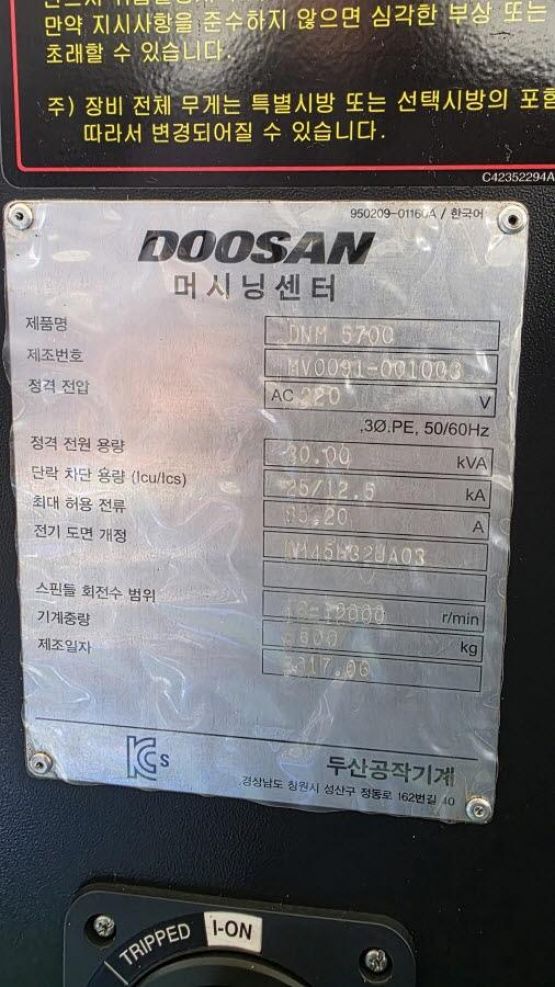 만약 지시사항을 준수하지 않으면 심각한 부상 또는
초래할 수 있습니다.
주) 장비 전체 무게는 특별시방 또는 선택시방의 포함
따라서 변경되어질 수 있습니다.
C42352294A
950209-01160A / 한국어
DOOSAN
머시닝센터
제품명 DNM 5700
제조번호 MV0091-001003
정격 전압 AC 220 V
,3Ø.PE, 50/60Hz
정격 전원 용량 30.00 kVA
단락 차단 용량 (Icu/Ics) 25/12.5 kA
최대 허용 전류 A
전기 도면 개정
스핀들 회전수 범위 r/min
기계중량 kg
제조일자
KCs
두산공작기계
경상남도 창원시 성산구 정동로 162번길 40
TRIPPED
I-ON